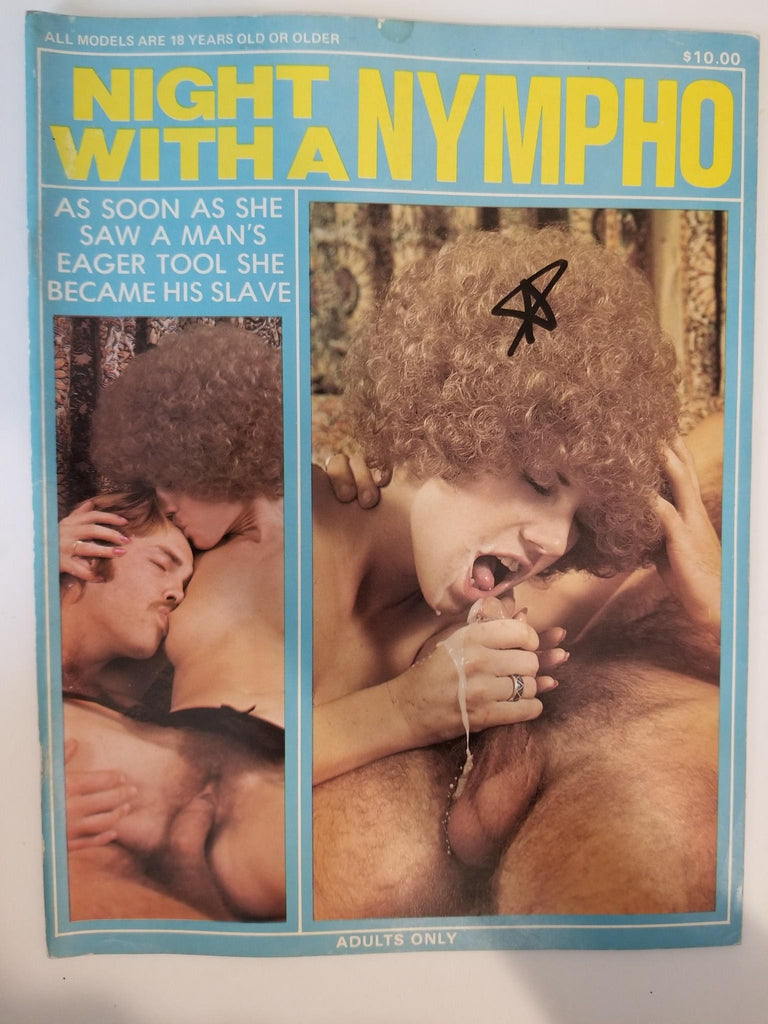 ALL MODELS ARE 18 YEARS OLD OR OLDER
$10.00
NIGHT
WITH A NYMPHO
AS SOON AS SHE
SAW A MAN'S
EAGER TOOL SHE
BECAME HIS SLAVE
ADULTS ONLY